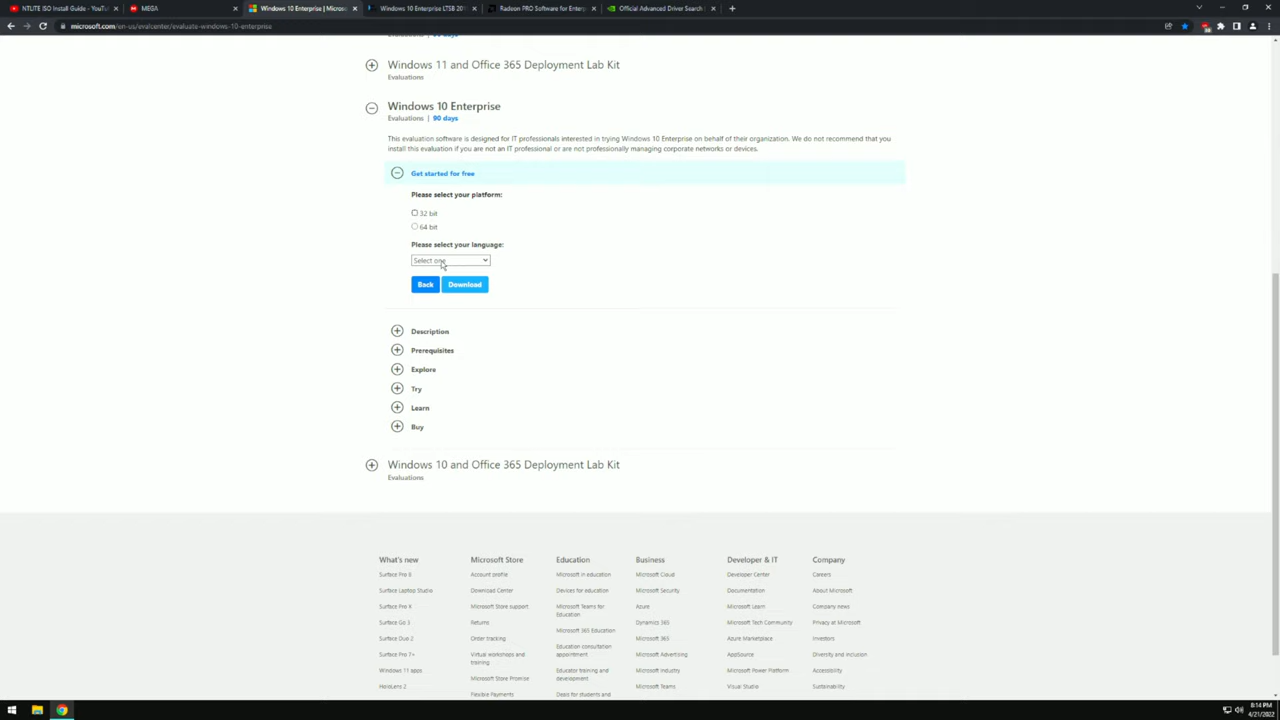 NTLITE ISO Install Guide - YouTu
MEGA
Windows 10 Enterprise | Microso
Windows 10 Enterprise LTSB 201
Radeon PRO Software for Enterp
Official Advanced Driver Search
microsoft.com/en-us/evalcenter/evaluate-windows-10-enterprise
Windows 11 and Office 365 Deployment Lab Kit
Evaluations
Windows 10 Enterprise
Evaluations | 90 days
This evaluation software is designed for IT professionals interested in trying Windows 10 Enterprise on behalf of their organization. We do not recommend that you
install this evaluation if you are not an IT professional or are not professionally managing corporate networks or devices.
Get started for free
Please select your platform:
32 bit
64 bit
Please select your language:
Select one
Back Download
Description
Prerequisites
Explore
Try
Learn
Buy
Windows 10 and Office 365 Deployment Lab Kit
Evaluations
What's new
Surface Pro 8
Surface Laptop Studio
Surface Pro X
Surface Go 3
Surface Duo 2
Surface Pro 7+
Windows 11 apps
HoloLens 2
Microsoft Store
Account profile
Download Center
Microsoft Store support
Returns
Order tracking
Virtual workshops and
training
Microsoft Store Promise
Flexible Payments
Education
Microsoft in education
Devices for education
Microsoft Teams for
Education
Microsoft 365 Education
Education consultation
appointment
Educator training and
development
Deals for students and
Business
Microsoft Cloud
Microsoft Security
Azure
Dynamics 365
Microsoft 365
Microsoft Advertising
Microsoft Industry
Microsoft Teams
Developer & IT
Developer Center
Documentation
Microsoft Learn
Microsoft Tech Community
Azure Marketplace
AppSource
Microsoft Power Platform
Visual Studio
Company
Careers
About Microsoft
Company news
Privacy at Microsoft
Investors
Diversity and inclusion
Accessibility
Sustainability
8:14 PM
4/21/2022